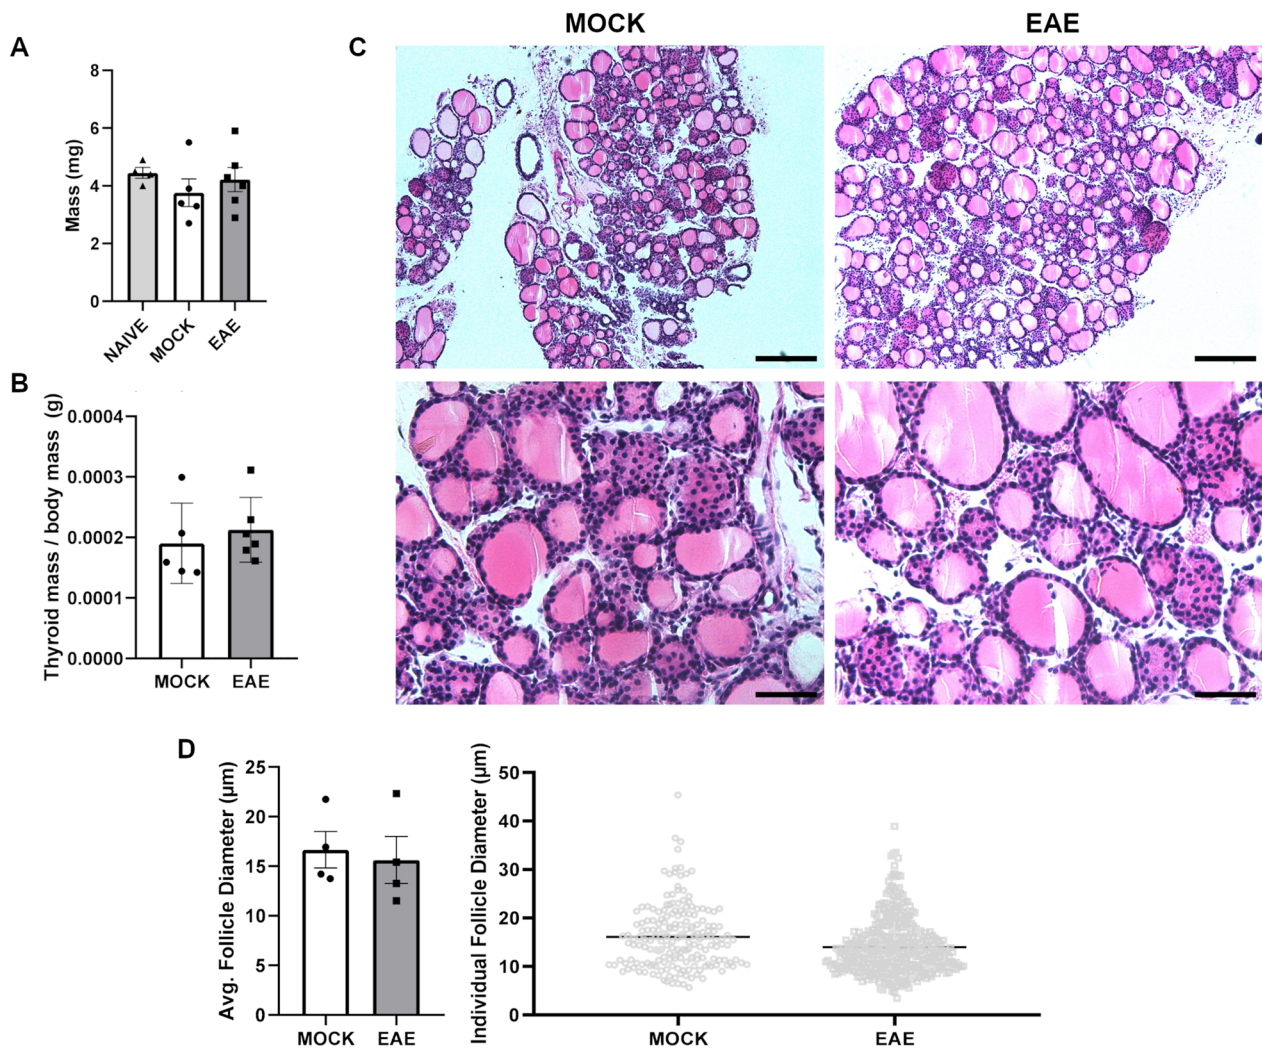 MOCK
EAE
A
C
Mass (mg)
8
6
4
2
0
NAIVE
MOCK
EAE
B
Thyroid mass / body mass (g)
0.0004
0.0003
0.0002
0.0001
0.0000
MOCK
EAE
D
Avg. Follicle Diameter (µm)
25
20
15
10
5
0
MOCK
EAE
Individual Follicle Diameter (µm)
50
40
30
20
10
0
MOCK
EAE